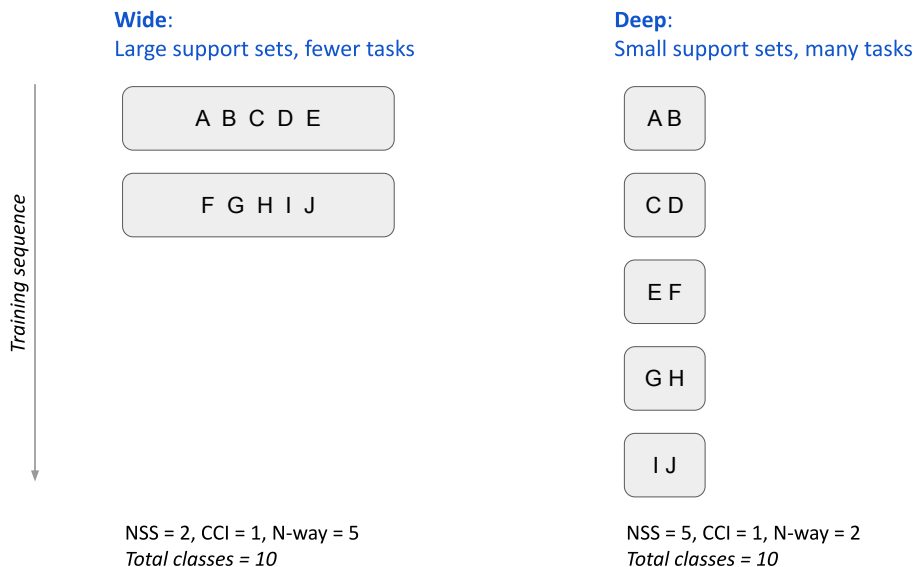 Wide:
Large support sets, fewer tasks
A B C D E
F G H I J
NSS = 2, CCI = 1, N-way = 5
Total classes = 10
Deep:
Small support sets, many tasks
A B
C D
E F
G H
I J
NSS = 5, CCI = 1, N-way = 2
Total classes = 10
Training sequence